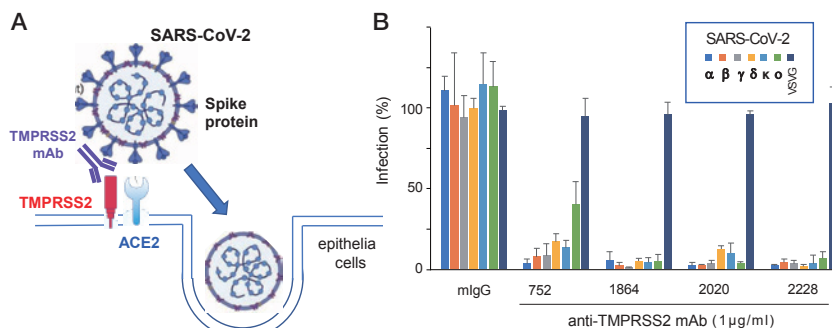 A
SARS-CoV-2
Spike
protein
TMPRSS2
mAb
TMPRSS2
ACE2
epithelia
cells
B
SARS-CoV-2
α β γ δ κ ο VSVG
Infection (%)
100
50
0
mIgG 752 1864 2020 2228
anti-TMPRSS2 mAb (1μg/ml)